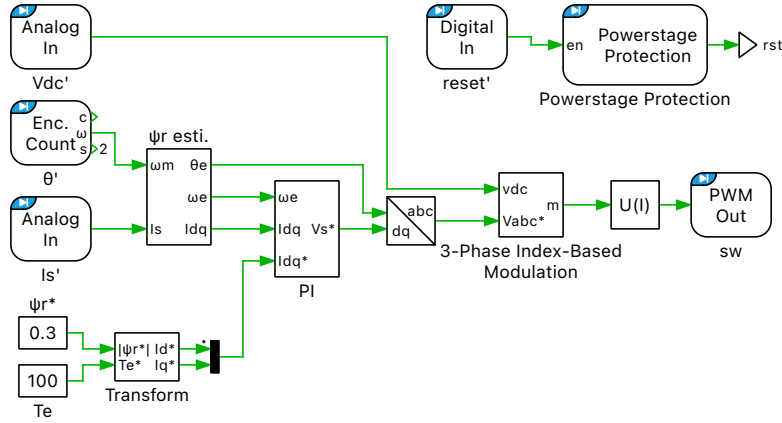 Analog
In
Vdc'
Digital
In
reset'
en
Powerstage
Protection
Powerstage Protection
rst
Enc.
Count
c
ω
s
2
θ'
ψr esti.
ωm
θe
ωe
Is
Idq
Analog
In
Is'
ωe
Idq
Vs*
Idq*
PI
abc
dq
vdc
m
Vabc*
3-Phase Index-Based
Modulation
U(I)
PWM
Out
sw
ψr*
0.3
100
Te
|ψr*|
Id*
Te*
Iq*
Transform